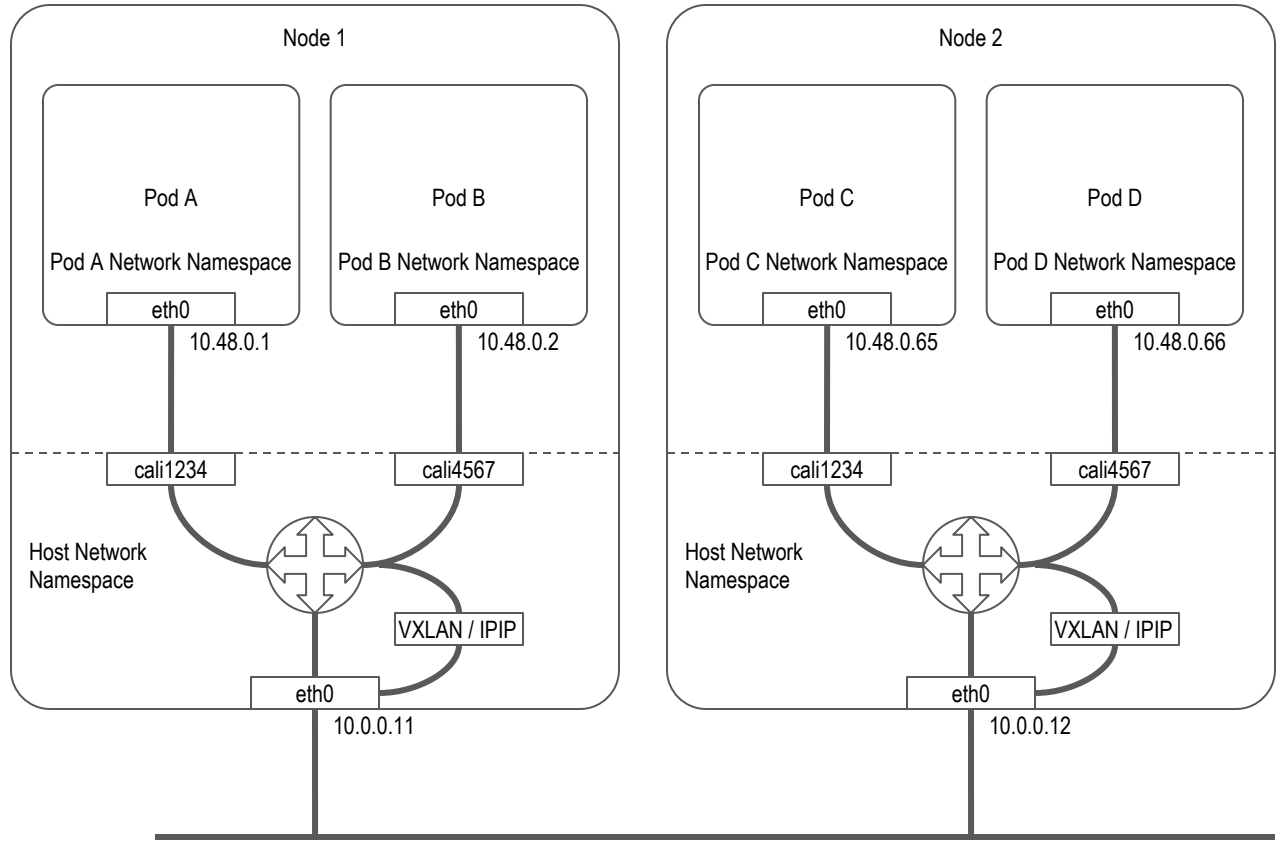 Node 1
Pod A
Pod B
Pod A Network Namespace
Pod B Network Namespace
eth0
eth0
10.48.0.1
10.48.0.2
cali1234
cali4567
Host Network
Namespace
VXLAN / IPIP
eth0
10.0.0.11
Node 2
Pod C
Pod D
Pod C Network Namespace
Pod D Network Namespace
eth0
eth0
10.48.0.65
10.48.0.66
cali1234
cali4567
Host Network
Namespace
VXLAN / IPIP
eth0
10.0.0.12